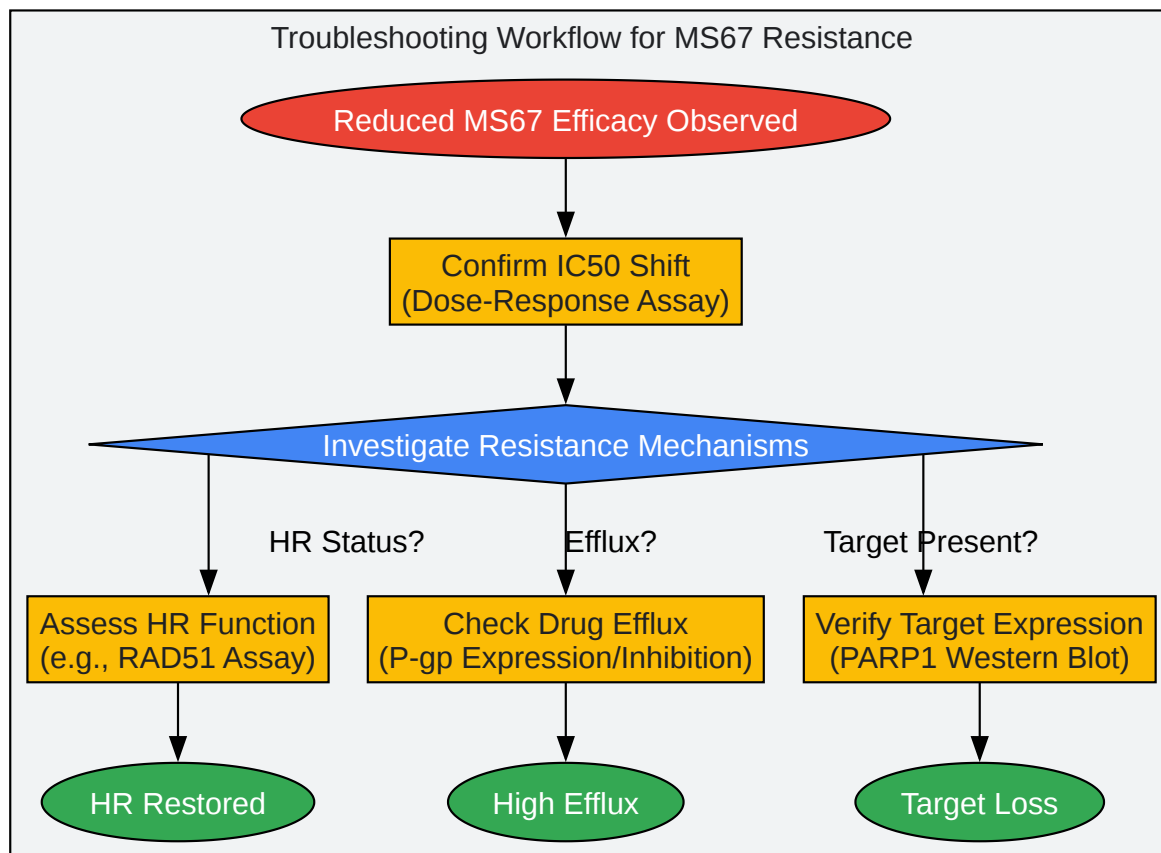 Troubleshooting Workflow for MS67 Resistance
Reduced MS67 Efficacy Observed
Confirm IC50 Shift
(Dose-Response Assay)
Investigate Resistance Mechanisms
HR Status?
Efflux?
Target Present?
Assess HR Function
(e.g., RAD51 Assay)
Check Drug Efflux
(P-gp Expression/Inhibition)
Verify Target Expression
(PARP1 Western Blot)
HR Restored
High Efflux
Target Loss